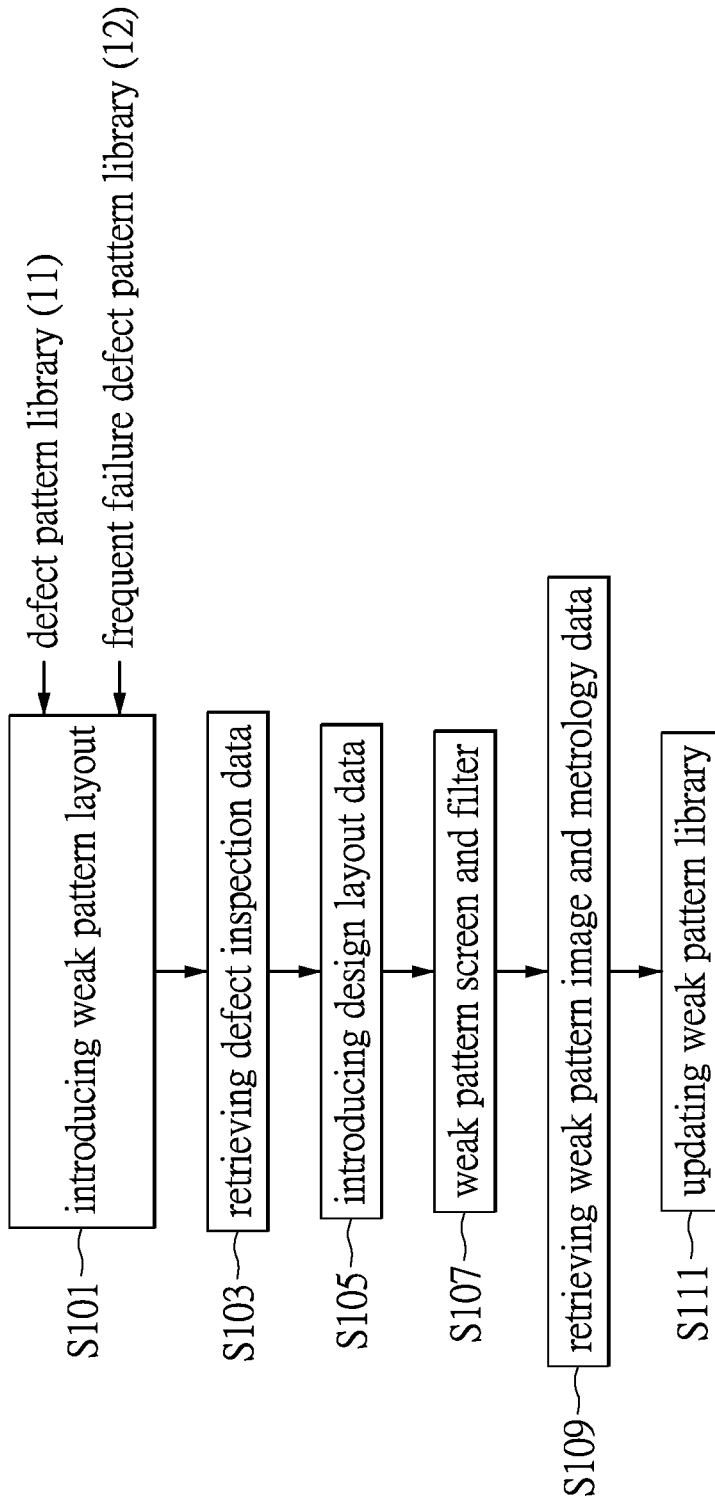 defect pattern library (11)
frequent failure defect pattern library (12)
S101
introducing weak pattern layout
S103
retrieving defect inspection data
S105
introducing design layout data
S107
weak pattern screen and filter
S109
retrieving weak pattern image and metrology data
S111
updating weak pattern library